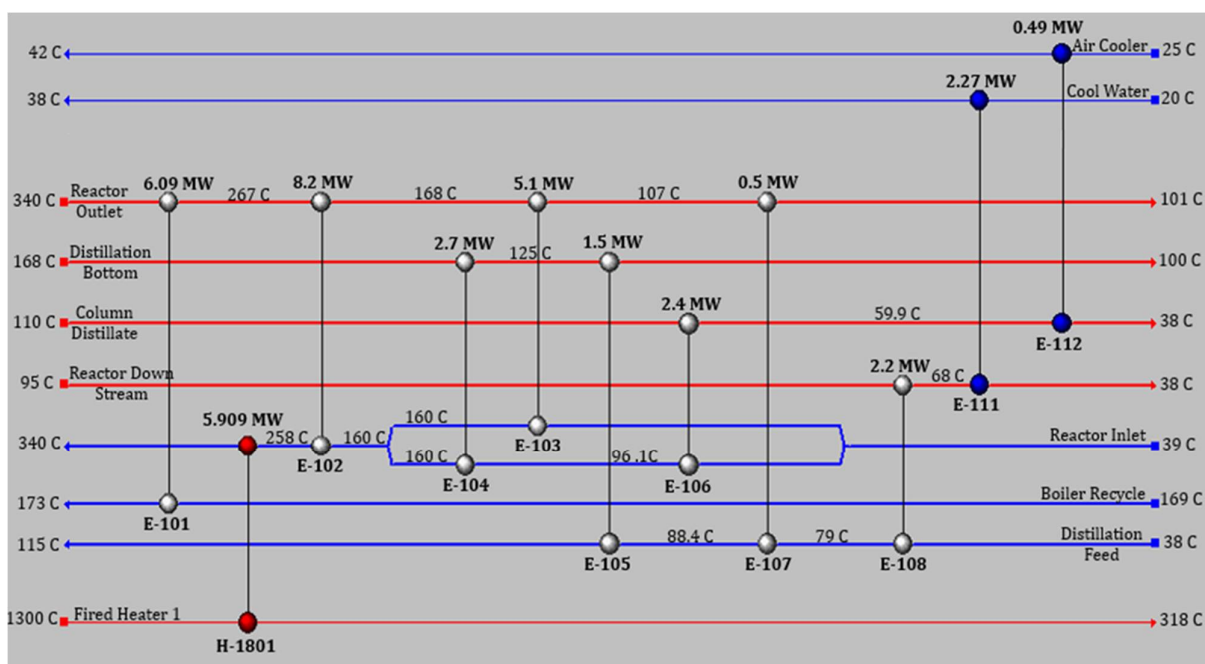 0.49 MW
42 C Air Cooler 25 C
2.27 MW
38 C Cool Water 20 C
6.09 MW 8.2 MW 5.1 MW 0.5 MW
340 C Reactor 267 C 168 C 107 C 101 C
Outlet
2.7 MW 1.5 MW
168 C Distillation 125 C 100 C
Bottom
2.4 MW
110 C Column 59.9 C 38 C
Distillate
E-112
2.2 MW
95 C Reactor Down 68 C 38 C
Stream
E-111
5.909 MW 160 C
340 C 258 C 160 C E-103 Reactor Inlet 39 C
E-102 160 C 96 .1C
E-104 E-106
173 C Boiler Recycle 169 C
E-101
115 C 88.4 C 79 C Distillation 38 C
Feed
E-105 E-107 E-108
1300 C Fired Heater 1 318 C
H-1801